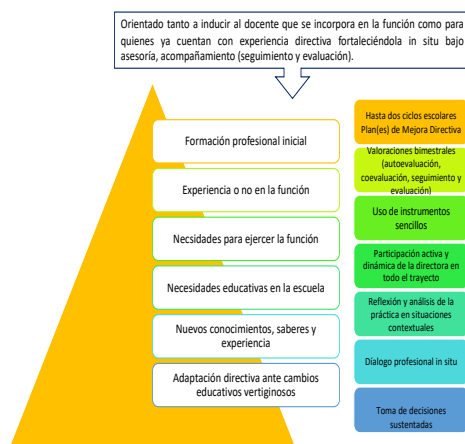 Orientado tanto a inducir al docente que se incorpora en la función como para
quienes ya cuentan con experiencia directiva fortaleciéndola in situ bajo
asesoría, acompañamiento (seguimiento y evaluación).
Formación profesional inicial
Experiencia o no en la función
Necsidades para ejercer la función
Necesidades educativas en la escuela
Nuevos conocimientos, saberes y
experiencia
Adaptación directiva ante cambios
educativos vertiginosos
Hasta dos ciclos escolares
Plan(es) de Mejora Directiva
Valoraciones bimestrales
(autoevaluación,
coevaluación, seguimiento y
evaluación)
Uso de instrumentos
sencillos
Participación activa y
dinámica de la directora en
todo el trayecto
Reflexión y análisis de la
práctica en situaciones
contextuales
Díalogo profesional in situ
Toma de decisiones
sustentadas